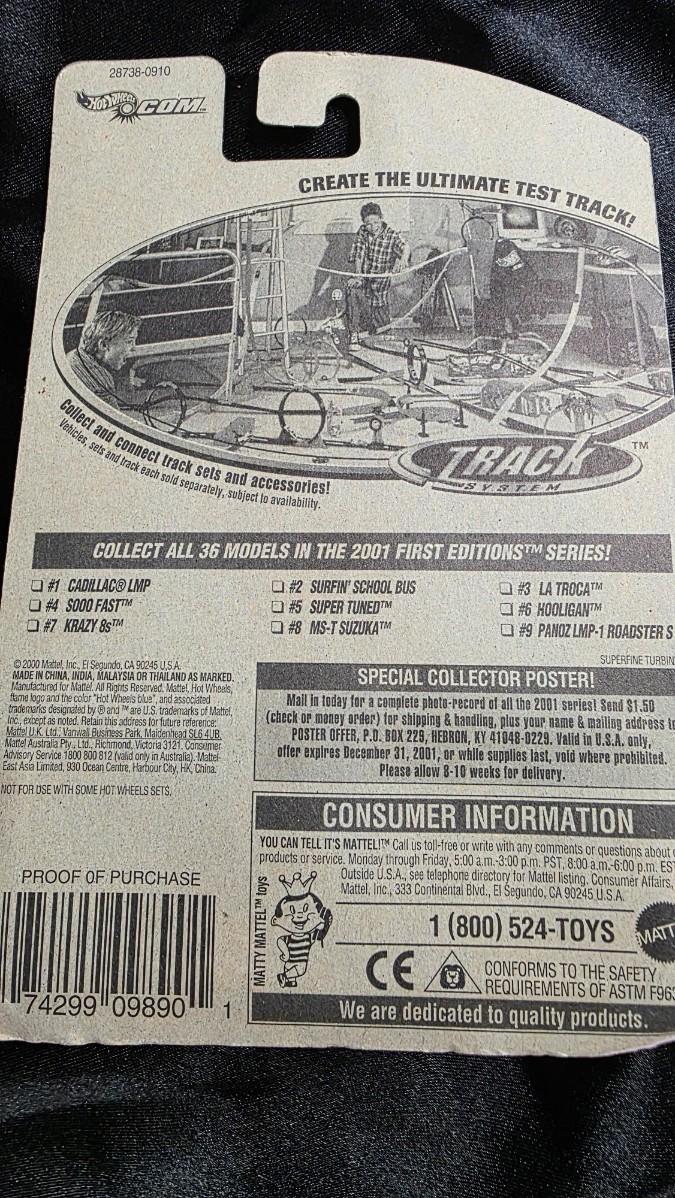 28738-0910
HOT WHEELS
COM™
CREATE THE ULTIMATE TEST TRACK!
Collect and connect track sets and accessories!
Vehicles, sets and track each sold separately, subject to availability.
TRACK™
SYSTEM
COLLECT ALL 36 MODELS IN THE 2001 FIRST EDITIONS™ SERIES!
#1 CADILLAC® LMP
#2 SURFIN' SCHOOL BUS
#3 LA TROCA™
#4 SOOO FAST™
#5 SUPER TUNED™
#6 HOOLIGAN™
#7 KRAZY 8s™
#8 MS-T SUZUKA™
#9 PANOZ LMP-1 ROADSTER S
SUPERFINE TURBIN
© 2000 Mattel, Inc., El Segundo, CA 90245 U.S.A.
MADE IN CHINA, INDIA, MALAYSIA OR THAILAND AS MARKED.
Manufactured for Mattel. All Rights Reserved. Mattel, Hot Wheels,
flame logo and the color "Hot Wheels blue", and associated
trademarks designated by ® and ™ are U.S. trademarks of Mattel,
Inc., except as noted. Retain this address for future reference:
Mattel U.K. Ltd., Vanwall Business Park, Maidenhead SL6 4UB.
Mattel Australia Pty., Ltd., Richmond, Victoria 3121. Consumer
Advisory Service 1800 800 812 (valid only in Australia). Mattel
East Asia Limited, 930 Ocean Centre, Harbour City, HK, China.
NOT FOR USE WITH SOME HOT WHEELS SETS.
SPECIAL COLLECTOR POSTER!
Mail in today for a complete photo-record of all the 2001 series! Send $1.50
(check or money order) for shipping & handling, plus your name & mailing address to
POSTER OFFER, P.O. BOX 229, HEBRON, KY 41048-0229. Valid in U.S.A. only,
offer expires December 31, 2001, or while supplies last, void where prohibited.
Please allow 8-10 weeks for delivery.
CONSUMER INFORMATION
YOU CAN TELL IT'S MATTEL!™ Call us toll-free or write with any comments or questions about
products or service. Monday through Friday, 5:00 a.m.-3:00 p.m. PST, 8:00 a.m.-6:00 p.m. EST
Outside U.S.A., see telephone directory for Mattel listing. Consumer Affairs,
Mattel, Inc., 333 Continental Blvd., El Segundo, CA 90245 U.S.A.
MATTY MATTEL™ toys
1 (800) 524-TOYS
MATT
CE
CONFORMS TO THE SAFETY
REQUIREMENTS OF ASTM F963
We are dedicated to quality products.
PROOF OF PURCHASE
74299 09890 1